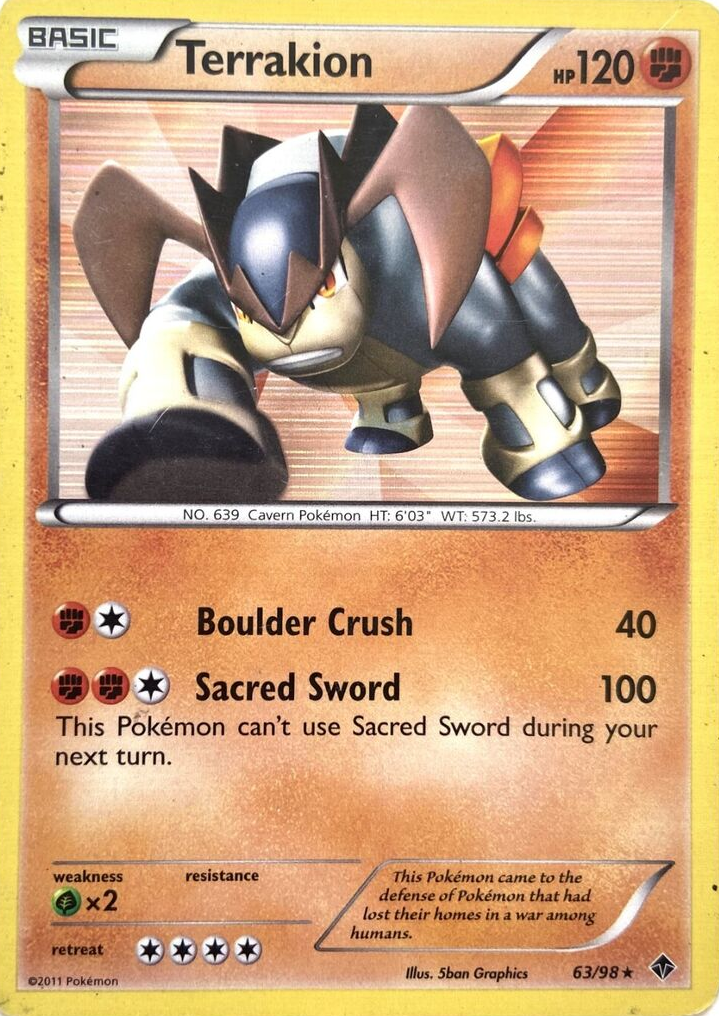 BASIC
Terrakion
HP120
NO. 639 Cavern Pokémon HT: 6'03" WT: 573.2 lbs.
Boulder Crush 40
Sacred Sword 100
This Pokémon can't use Sacred Sword during your
next turn.
weakness resistance
×2
retreat
This Pokémon came to the
defense of Pokémon that had
lost their homes in a war among
humans.
©2011 Pokémon Illus. 5ban Graphics 63/98 ★